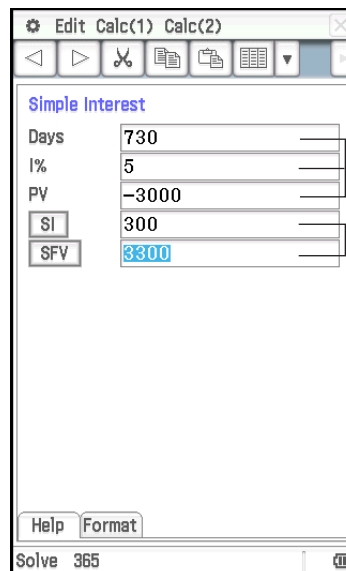 Edit Calc(1) Calc(2)
Simple Interest
Days 730
I% 5
PV −3000
SI 300
SFV 3300
Help Format
Solve 365